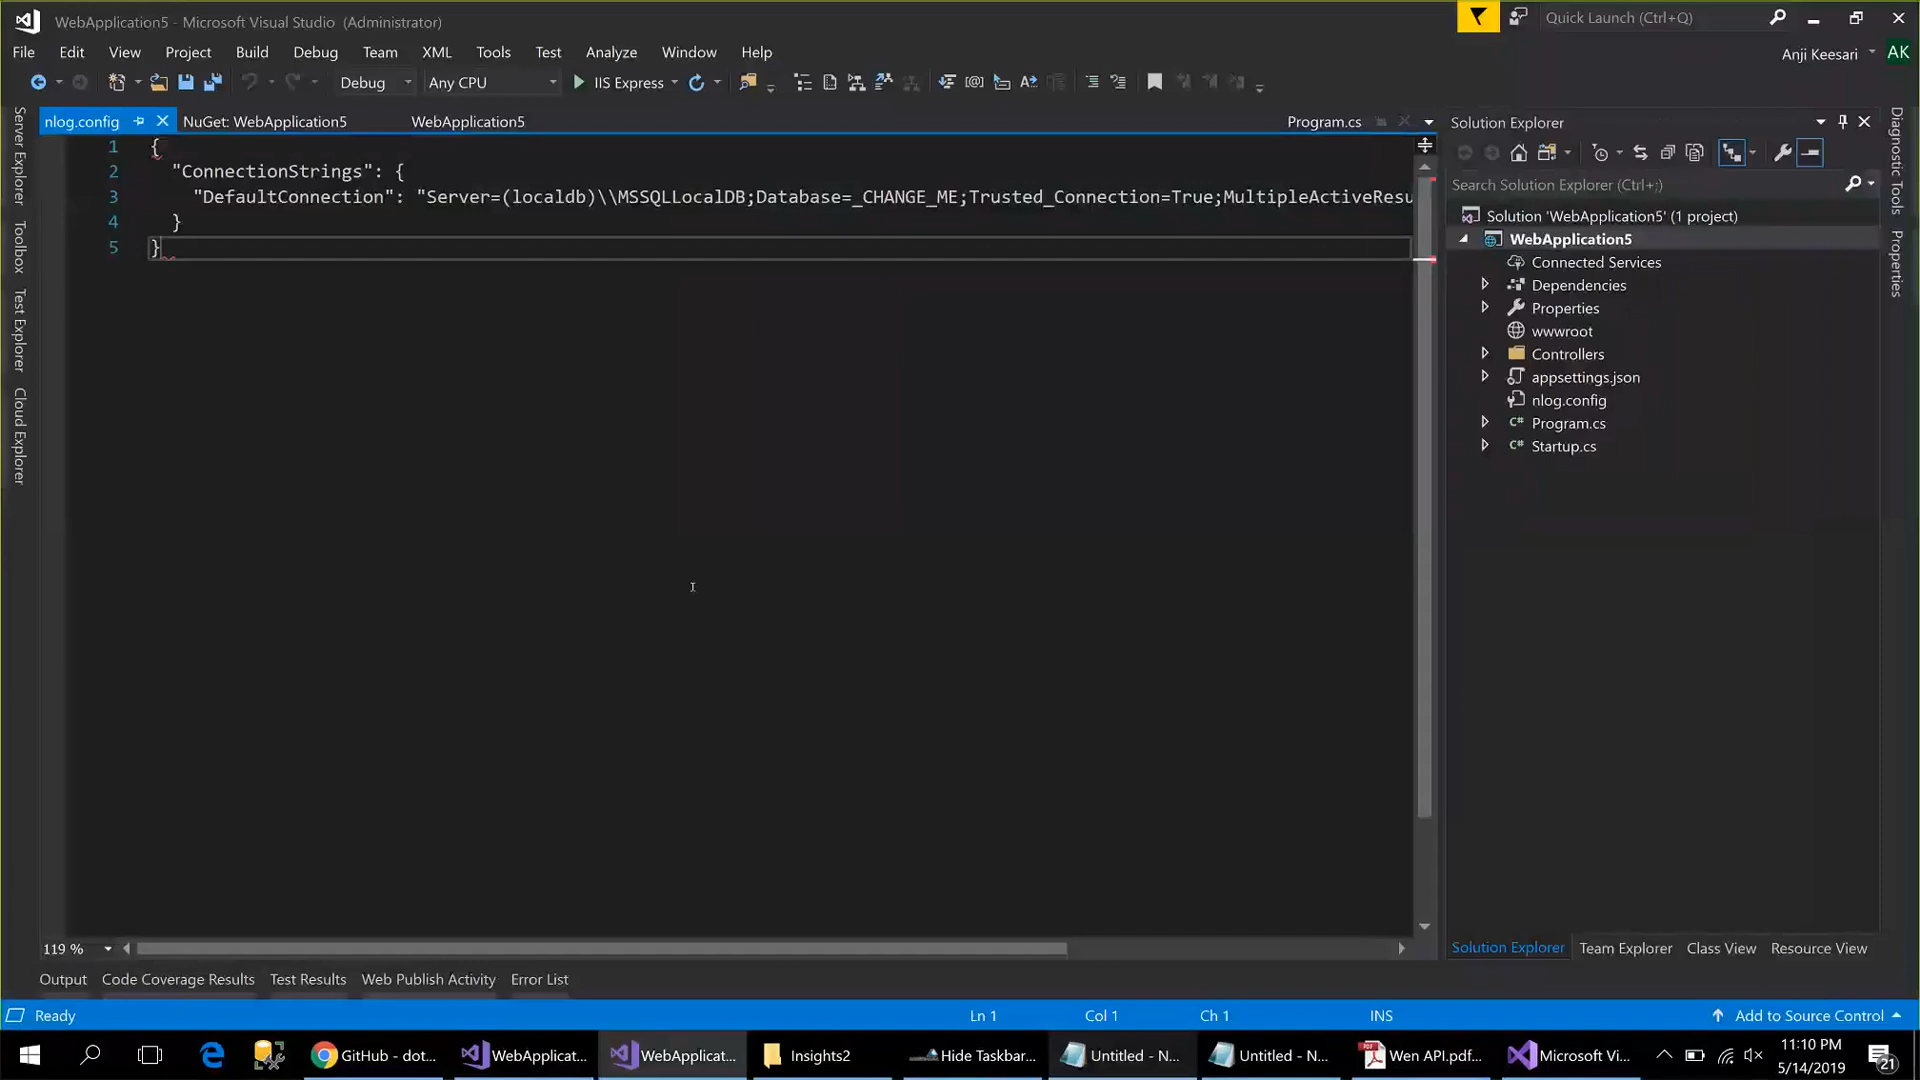 WebApplication5 - Microsoft Visual Studio (Administrator)
Quick Launch (Ctrl+Q)
File Edit View Project Build Debug Team XML Tools Test Analyze Window Help
Anji Keesari AK
Debug Any CPU IIS Express
nlog.config NuGet: WebApplication5 WebApplication5 Program.cs
Server Explorer
Toolbox
Test Explorer
Cloud Explorer
1 {
2 "ConnectionStrings": {
3 "DefaultConnection": "Server=(localdb)\\MSSQLLocalDB;Database=_CHANGE_ME;Trusted_Connection=True;MultipleActiveResu
4 }
5 }
119 %
Solution Explorer
Search Solution Explorer (Ctrl+;)
Solution 'WebApplication5' (1 project)
WebApplication5
Connected Services
Dependencies
Properties
wwwroot
Controllers
appsettings.json
nlog.config
C# Program.cs
C# Startup.cs
Solution Explorer Team Explorer Class View Resource View
Diagnostic Tools
Properties
Output Code Coverage Results Test Results Web Publish Activity Error List
Ready Ln 1 Col 1 Ch 1 INS Add to Source Control
GitHub - dot... WebApplicat... WebApplicat... Insights2 Hide Taskbar... Untitled - N... Untitled - N... Wen API.pdf... Microsoft Vi...
11:10 PM
5/14/2019
21